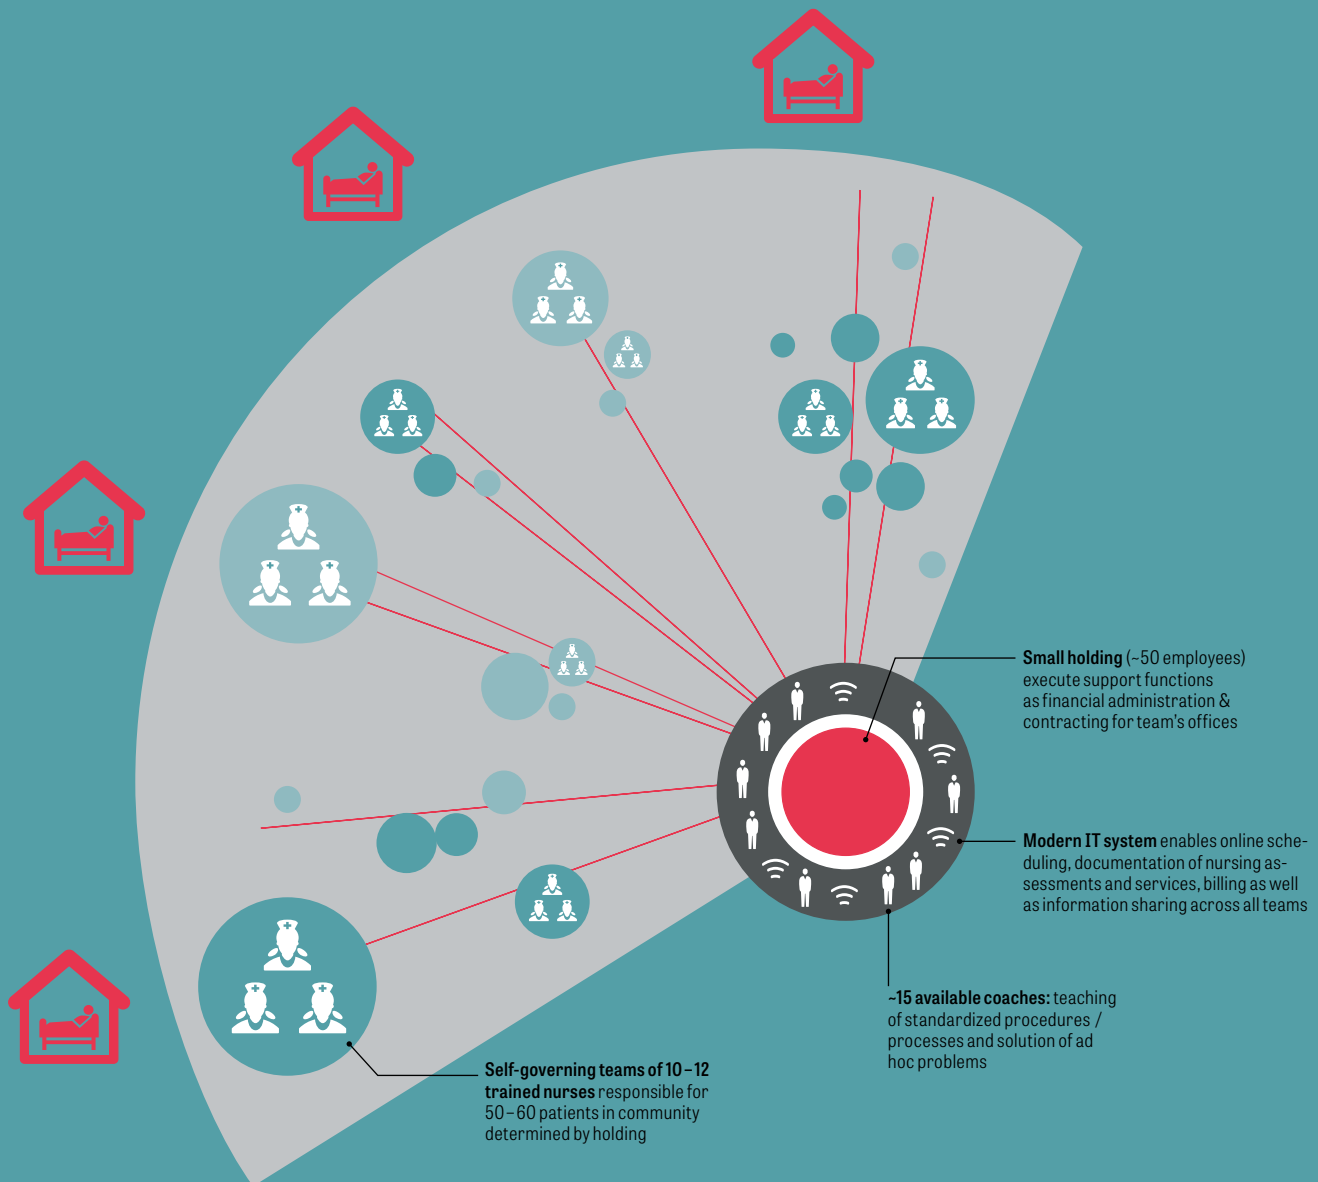 Small holding (~50 employees)
execute support functions
as financial administration &
contracting for team's offices
Modern IT system enables online sche-
duling, documentation of nursing as-
sessments and services, billing as well
as information sharing across all teams
~15 available coaches: teaching
of standardized procedures /
processes and solution of ad
hoc problems
Self-governing teams of 10–12
trained nurses responsible for
50–60 patients in community
determined by holding